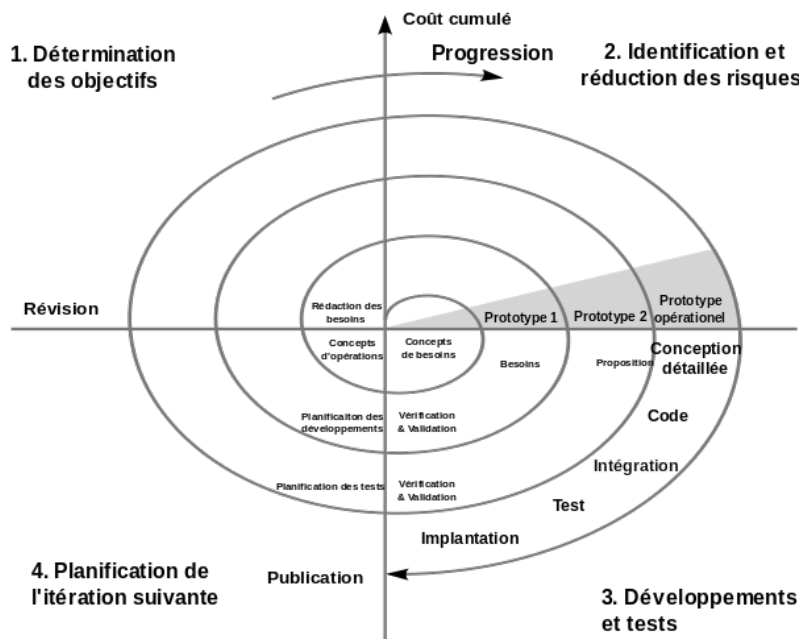 Coût cumulé
Progression
1. Détermination
des objectifs
2. Identification et
réduction des risques
Révision
Rédaction des
besoins
Prototype 1
Prototype 2
Prototype
opérationel
Concepts
d'opérations
Concepts
de besoins
Besoins
Proposition
Conception
détaillée
Planificaiton des
développements
Vérification
& Validation
Code
Intégration
Planification des tests
Vérification
& Validation
Test
Implantation
4. Planification de
l'itération suivante
Publication
3. Développements
et tests